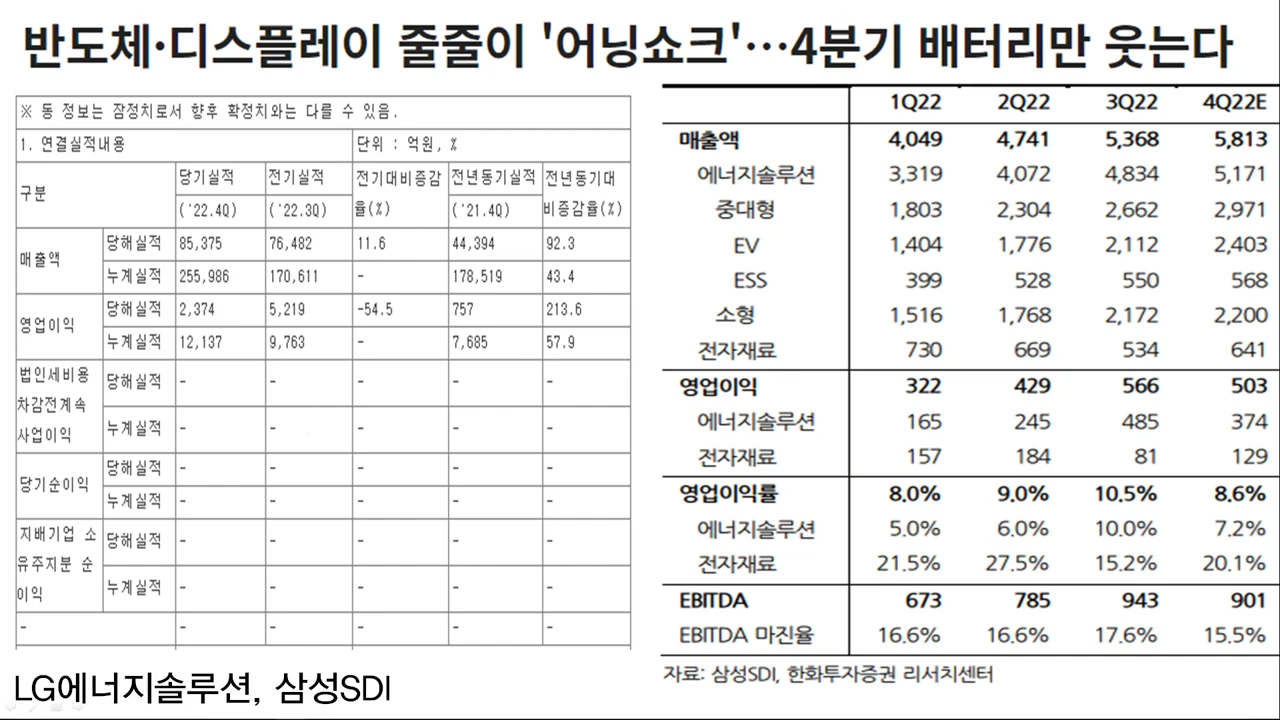 반도체·디스플레이 줄줄이 '어닝쇼크'…4분기 배터리만 웃는다
※ 동 정보는 잠정치로서 향후 확정치와는 다를 수 있음.
1. 연결실적내용 단위 : 억원, %
구분 당기실적 전기실적 전기대비증감율(%) 전년동기실적 전년동기대비증감율(%)
('22.4Q) ('22.3Q) ('21.4Q)
매출액 당해실적 85,375 76,482 11.6 44,394 92.3
누계실적 255,986 170,611 - 178,519 43.4
영업이익 당해실적 2,374 5,219 -54.5 757 213.6
누계실적 12,137 9,763 - 7,685 57.9
법인세비용차감전계속사업이익 당해실적 - - - - -
누계실적 - - - - -
당기순이익 당해실적 - - - - -
누계실적 - - - - -
지배기업 소유주지분 순이익 당해실적 - - - - -
누계실적 - - - - -
- - - - - -
LG에너지솔루션, 삼성SDI
1Q22 2Q22 3Q22 4Q22E
매출액 4,049 4,741 5,368 5,813
에너지솔루션 3,319 4,072 4,834 5,171
중대형 1,803 2,304 2,662 2,971
EV 1,404 1,776 2,112 2,403
ESS 399 528 550 568
소형 1,516 1,768 2,172 2,200
전자재료 730 669 534 641
영업이익 322 429 566 503
에너지솔루션 165 245 485 374
전자재료 157 184 81 129
영업이익률 8.0% 9.0% 10.5% 8.6%
에너지솔루션 5.0% 6.0% 10.0% 7.2%
전자재료 21.5% 27.5% 15.2% 20.1%
EBITDA 673 785 943 901
EBITDA 마진율 16.6% 16.6% 17.6% 15.5%
자료: 삼성SDI, 한화투자증권 리서치센터